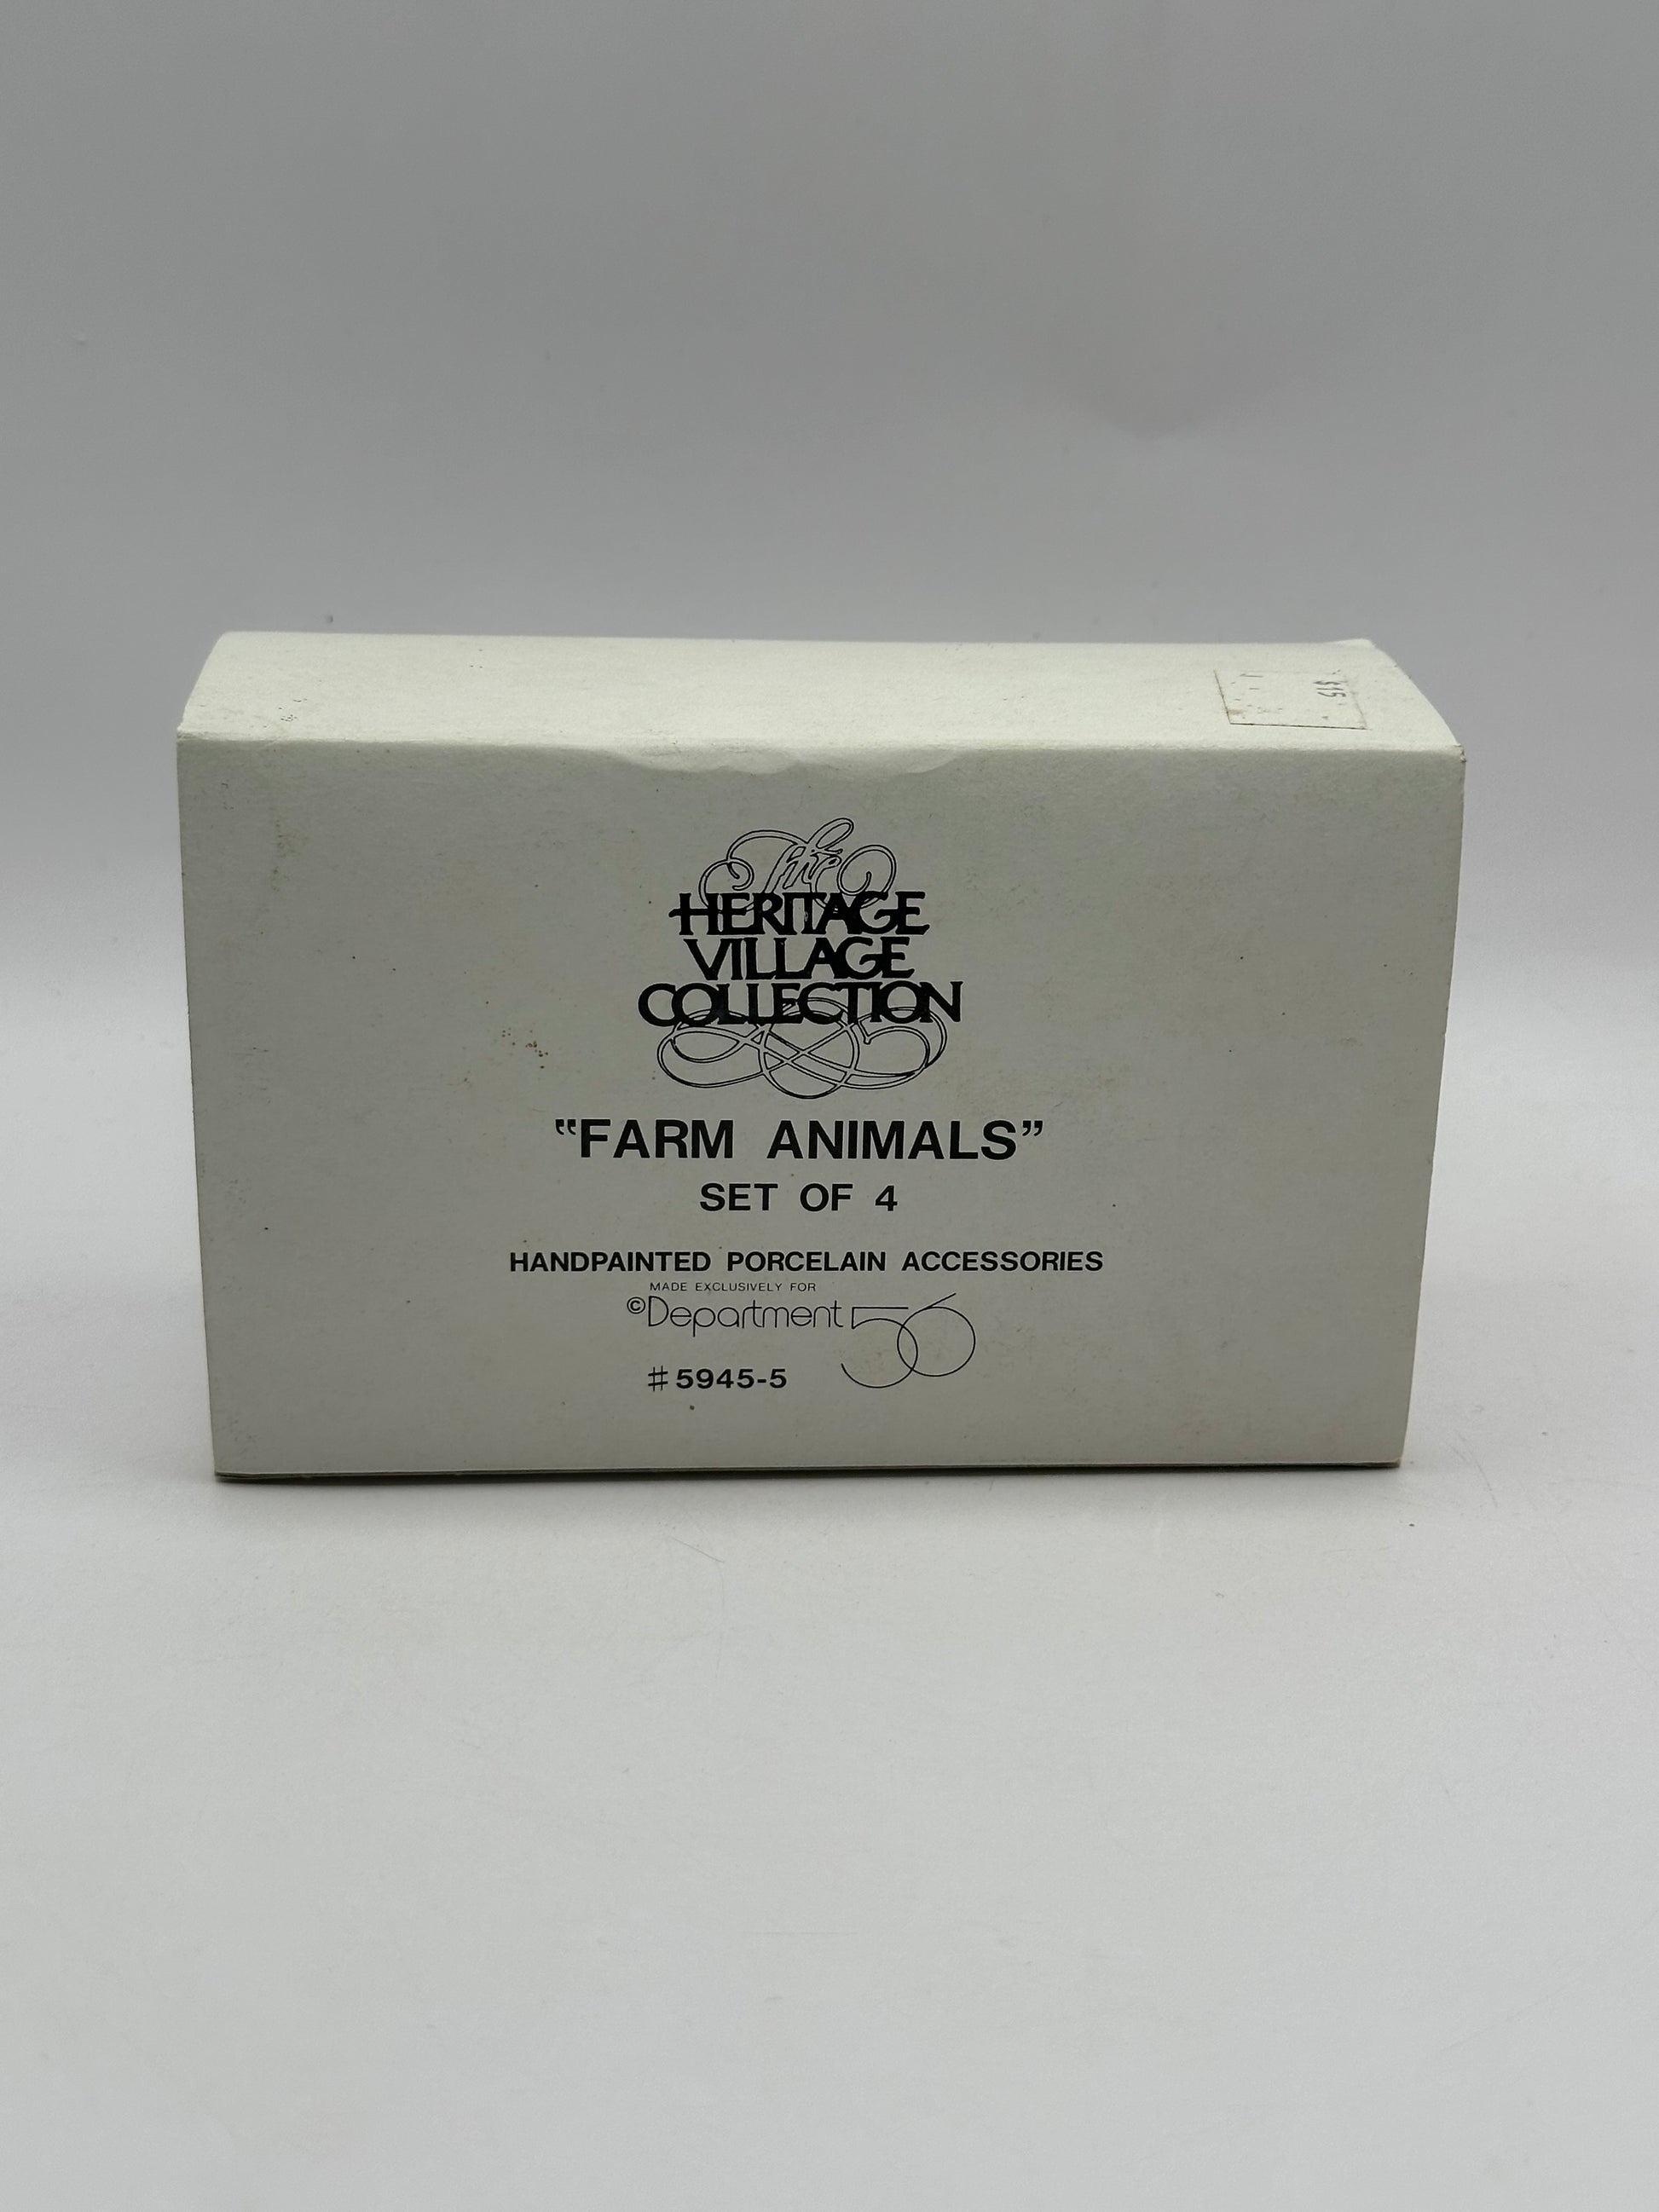 $15
The
HERITAGE
VILLAGE
COLLECTION
"FARM ANIMALS"
SET OF 4
HANDPAINTED PORCELAIN ACCESSORIES
MADE EXCLUSIVELY FOR
©Department 56
#5945-5